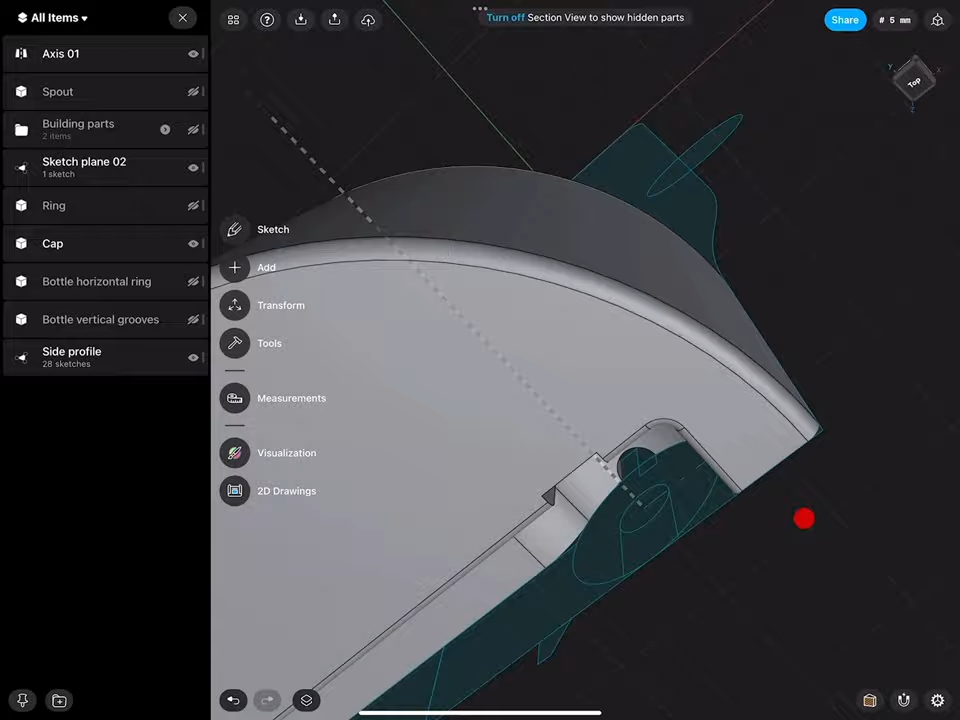 All Items
Axis 01
Spout
Building parts
2 items
Sketch plane 02
1 sketch
Ring
Cap
Bottle horizontal ring
Bottle vertical grooves
Side profile
28 sketches
Turn off Section View to show hidden parts
Share
# 5 mm
Y
X
Z
Top
Sketch
Add
Transform
Tools
Measurements
Visualization
2D Drawings